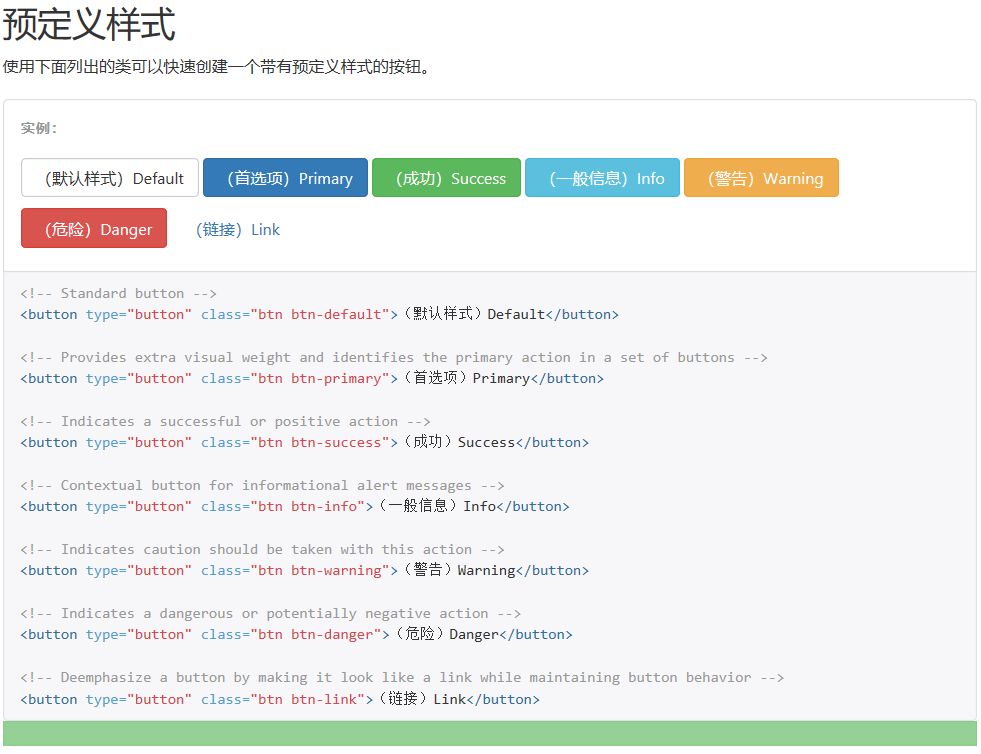 预定义样式
使用下面列出的类可以快速创建一个带有预定义样式的按钮。
实例：
（默认样式）Default （首选项）Primary （成功）Success （一般信息）Info （警告）Warning
（危险）Danger （链接）Link
<!-- Standard button -->
<button type="button" class="btn btn-default">（默认样式）Default</button>
<!-- Provides extra visual weight and identifies the primary action in a set of buttons -->
<button type="button" class="btn btn-primary">（首选项）Primary</button>
<!-- Indicates a successful or positive action -->
<button type="button" class="btn btn-success">（成功）Success</button>
<!-- Contextual button for informational alert messages -->
<button type="button" class="btn btn-info">（一般信息）Info</button>
<!-- Indicates caution should be taken with this action -->
<button type="button" class="btn btn-warning">（警告）Warning</button>
<!-- Indicates a dangerous or potentially negative action -->
<button type="button" class="btn btn-danger">（危险）Danger</button>
<!-- Deemphasize a button by making it look like a link while maintaining button behavior -->
<button type="button" class="btn btn-link">（链接）Link</button>